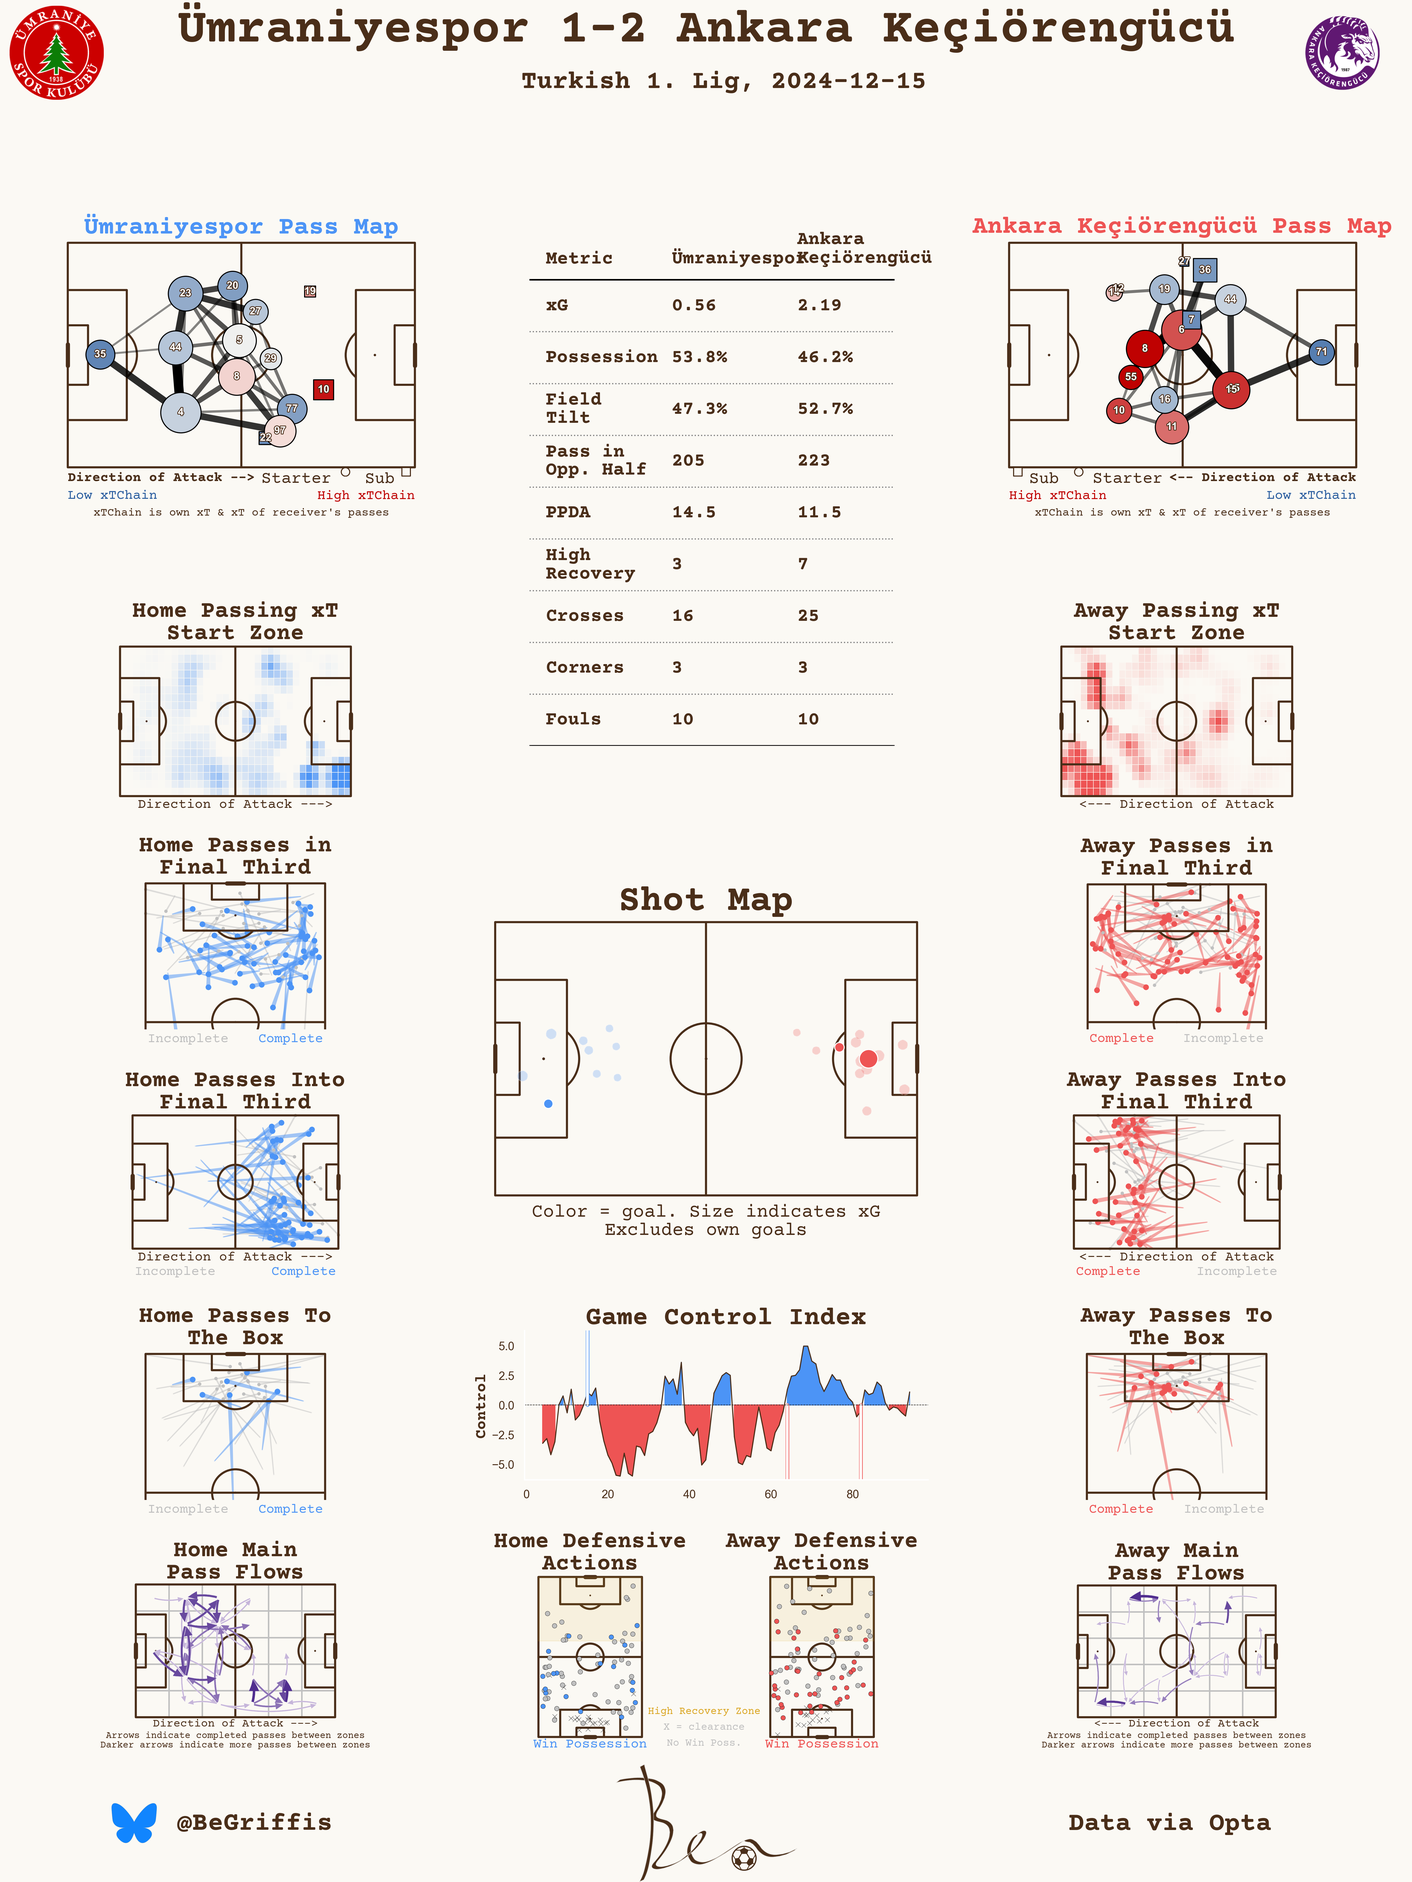 Ümraniyespor 1-2 Ankara Keçiörengücü
Turkish 1. Lig, 2024-12-15
ÜMRANİYE
SPOR KULÜBÜ
1938
ANKARA KEÇİÖRENGÜCÜ
1987
Ümraniyespor Pass Map
23
20
19
27
5
44
35
29
8
10
4
77
97
22
Direction of Attack --> Starter Sub
Low xTChain High xTChain
xTChain is own xT & xT of receiver's passes
Metric Ümraniyespor Ankara
Keçiörengücü
xG 0.56 2.19
Possession 53.8% 46.2%
Field
Tilt 47.3% 52.7%
Pass in
Opp. Half 205 223
PPDA 14.5 11.5
High
Recovery 3 7
Crosses 16 25
Corners 3 3
Fouls 10 10
Ankara Keçiörengücü Pass Map
27
36
12
19
44
7
6
8
71
55
15
16
10
11
Sub Starter <-- Direction of Attack
High xTChain Low xTChain
xTChain is own xT & xT of receiver's passes
Home Passing xT
Start Zone
Direction of Attack --->
Away Passing xT
Start Zone
<--- Direction of Attack
Home Passes in
Final Third
Incomplete Complete
Away Passes in
Final Third
Complete Incomplete
Shot Map
Color = goal. Size indicates xG
Excludes own goals
Home Passes Into
Final Third
Direction of Attack --->
Incomplete Complete
Away Passes Into
Final Third
<--- Direction of Attack
Complete Incomplete
Home Passes To
The Box
Incomplete Complete
Game Control Index
Control
5.0
2.5
0.0
−2.5
−5.0
0 20 40 60 80
Away Passes To
The Box
Complete Incomplete
Home Main
Pass Flows
Direction of Attack --->
Arrows indicate completed passes between zones
Darker arrows indicate more passes between zones
Home Defensive
Actions
Win Possession
High Recovery Zone
X = clearance
No Win Poss.
Away Defensive
Actions
Win Possession
Away Main
Pass Flows
<--- Direction of Attack
Arrows indicate completed passes between zones
Darker arrows indicate more passes between zones
@BeGriffis
Ben
Data via Opta